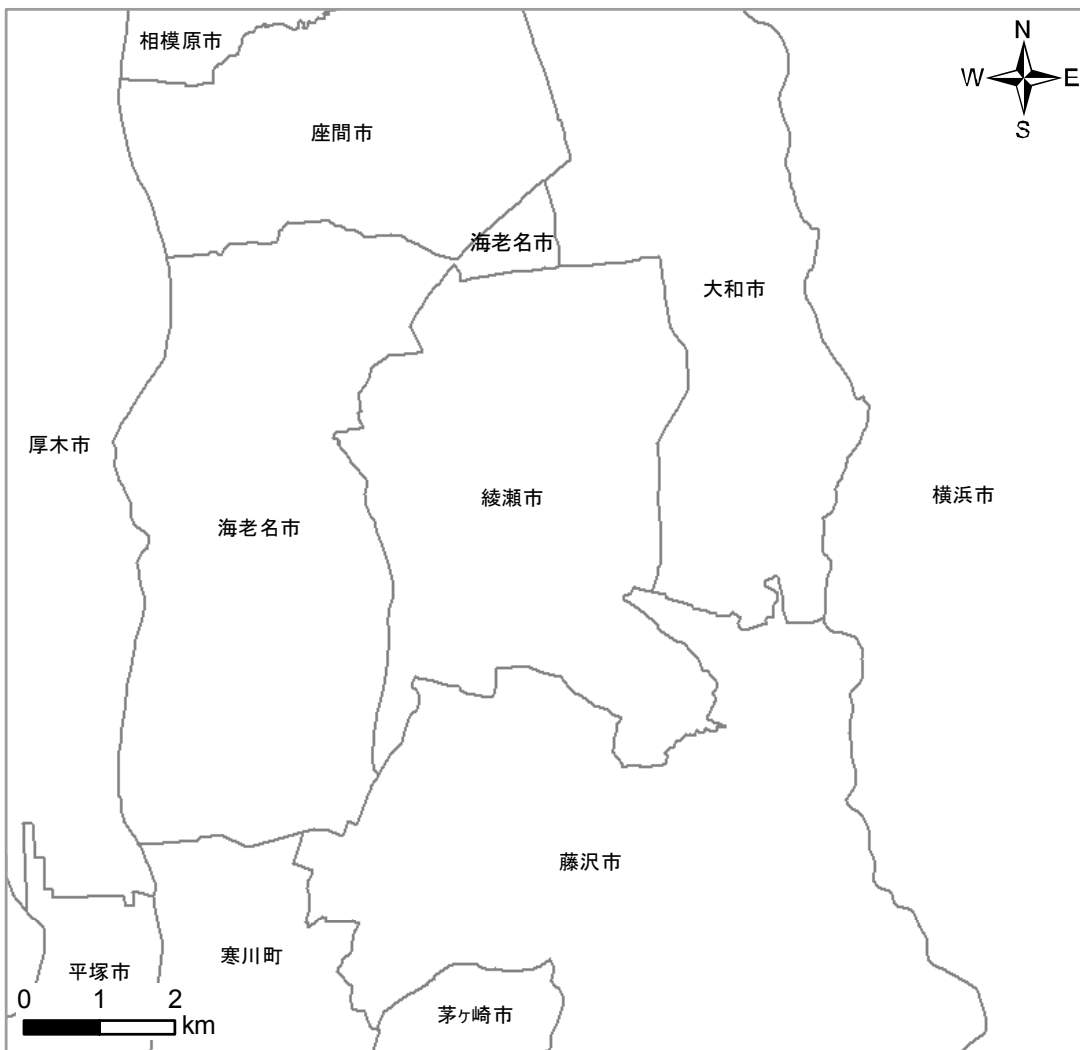 相模原市
N
W
E
S
座間市
海老名市
大和市
厚木市
綾瀬市
横浜市
海老名市
藤沢市
寒川町
平塚市
茅ヶ崎市
0 1 2
km